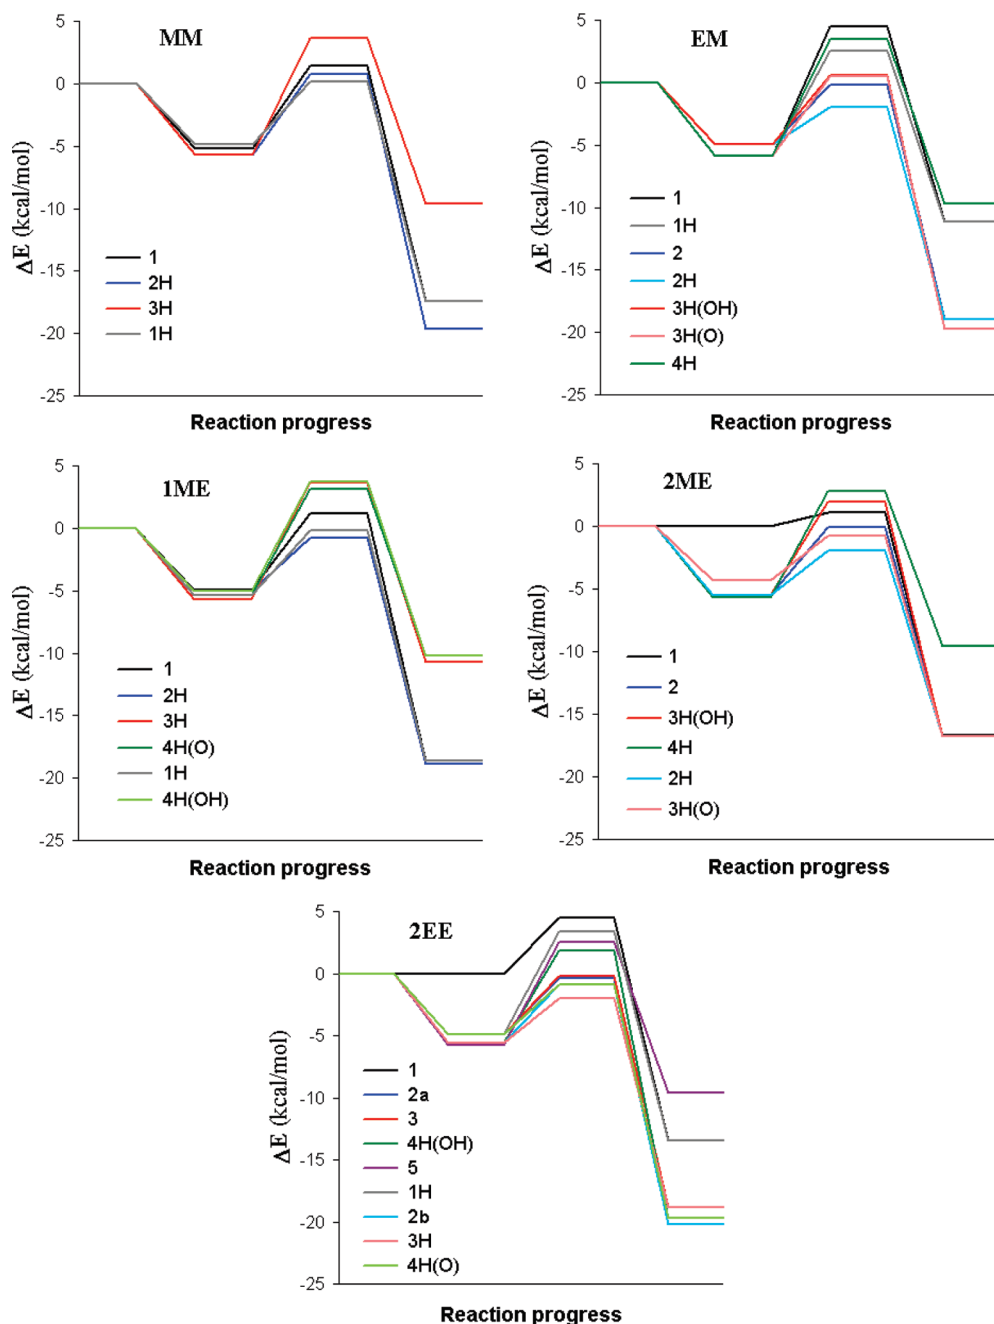 MM
5
0
-5
-10
-15
-20
-25
ΔE (kcal/mol)
1
2H
3H
1H
Reaction progress
EM
5
0
-5
-10
-15
-20
-25
ΔE (kcal/mol)
1
1H
2
2H
3H(OH)
3H(O)
4H
Reaction progress
1ME
5
0
-5
-10
-15
-20
-25
ΔE (kcal/mol)
1
2H
3H
4H(O)
1H
4H(OH)
Reaction progress
2ME
5
0
-5
-10
-15
-20
-25
ΔE (kcal/mol)
1
2
3H(OH)
4H
2H
3H(O)
Reaction progress
2EE
5
0
-5
-10
-15
-20
-25
ΔE (kcal/mol)
1
2a
3
4H(OH)
5
1H
2b
3H
4H(O)
Reaction progress